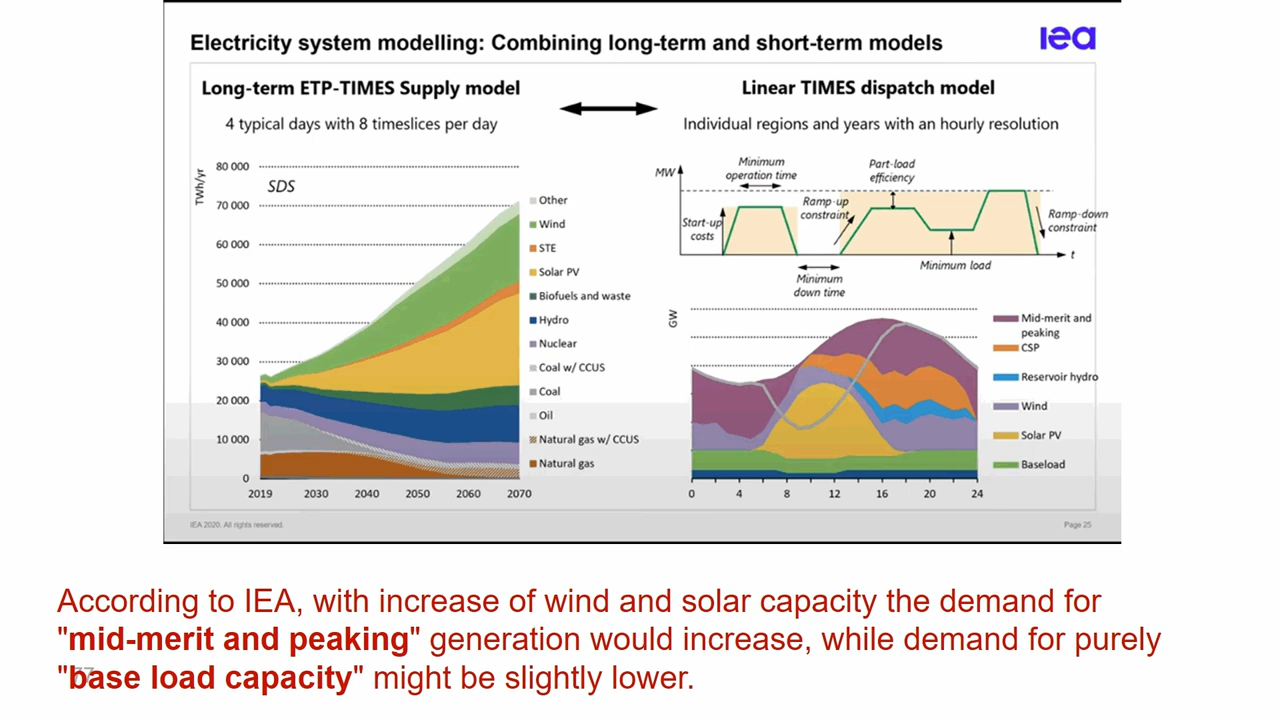 Electricity system modelling: Combining long-term and short-term models
iea
Long-term ETP-TIMES Supply model
4 typical days with 8 timeslices per day
TWh/yr
80 000
70 000
60 000
50 000
40 000
30 000
20 000
10 000
0
SDS
2019 2030 2040 2050 2060 2070
Other
Wind
STE
Solar PV
Biofuels and waste
Hydro
Nuclear
Coal w/ CCUS
Coal
Oil
Natural gas w/ CCUS
Natural gas
Linear TIMES dispatch model
Individual regions and years with an hourly resolution
MW
Minimum
operation time
Part-load
efficiency
Start-up
costs
Ramp-up
constraint
Ramp-down
constraint
t
Minimum load
Minimum
down time
GW
0 4 8 12 16 20 24
Mid-merit and
peaking
CSP
Reservoir hydro
Wind
Solar PV
Baseload
IEA 2020. All rights reserved.
Page 25
According to IEA, with increase of wind and solar capacity the demand for
"mid-merit and peaking" generation would increase, while demand for purely
"base load capacity" might be slightly lower.